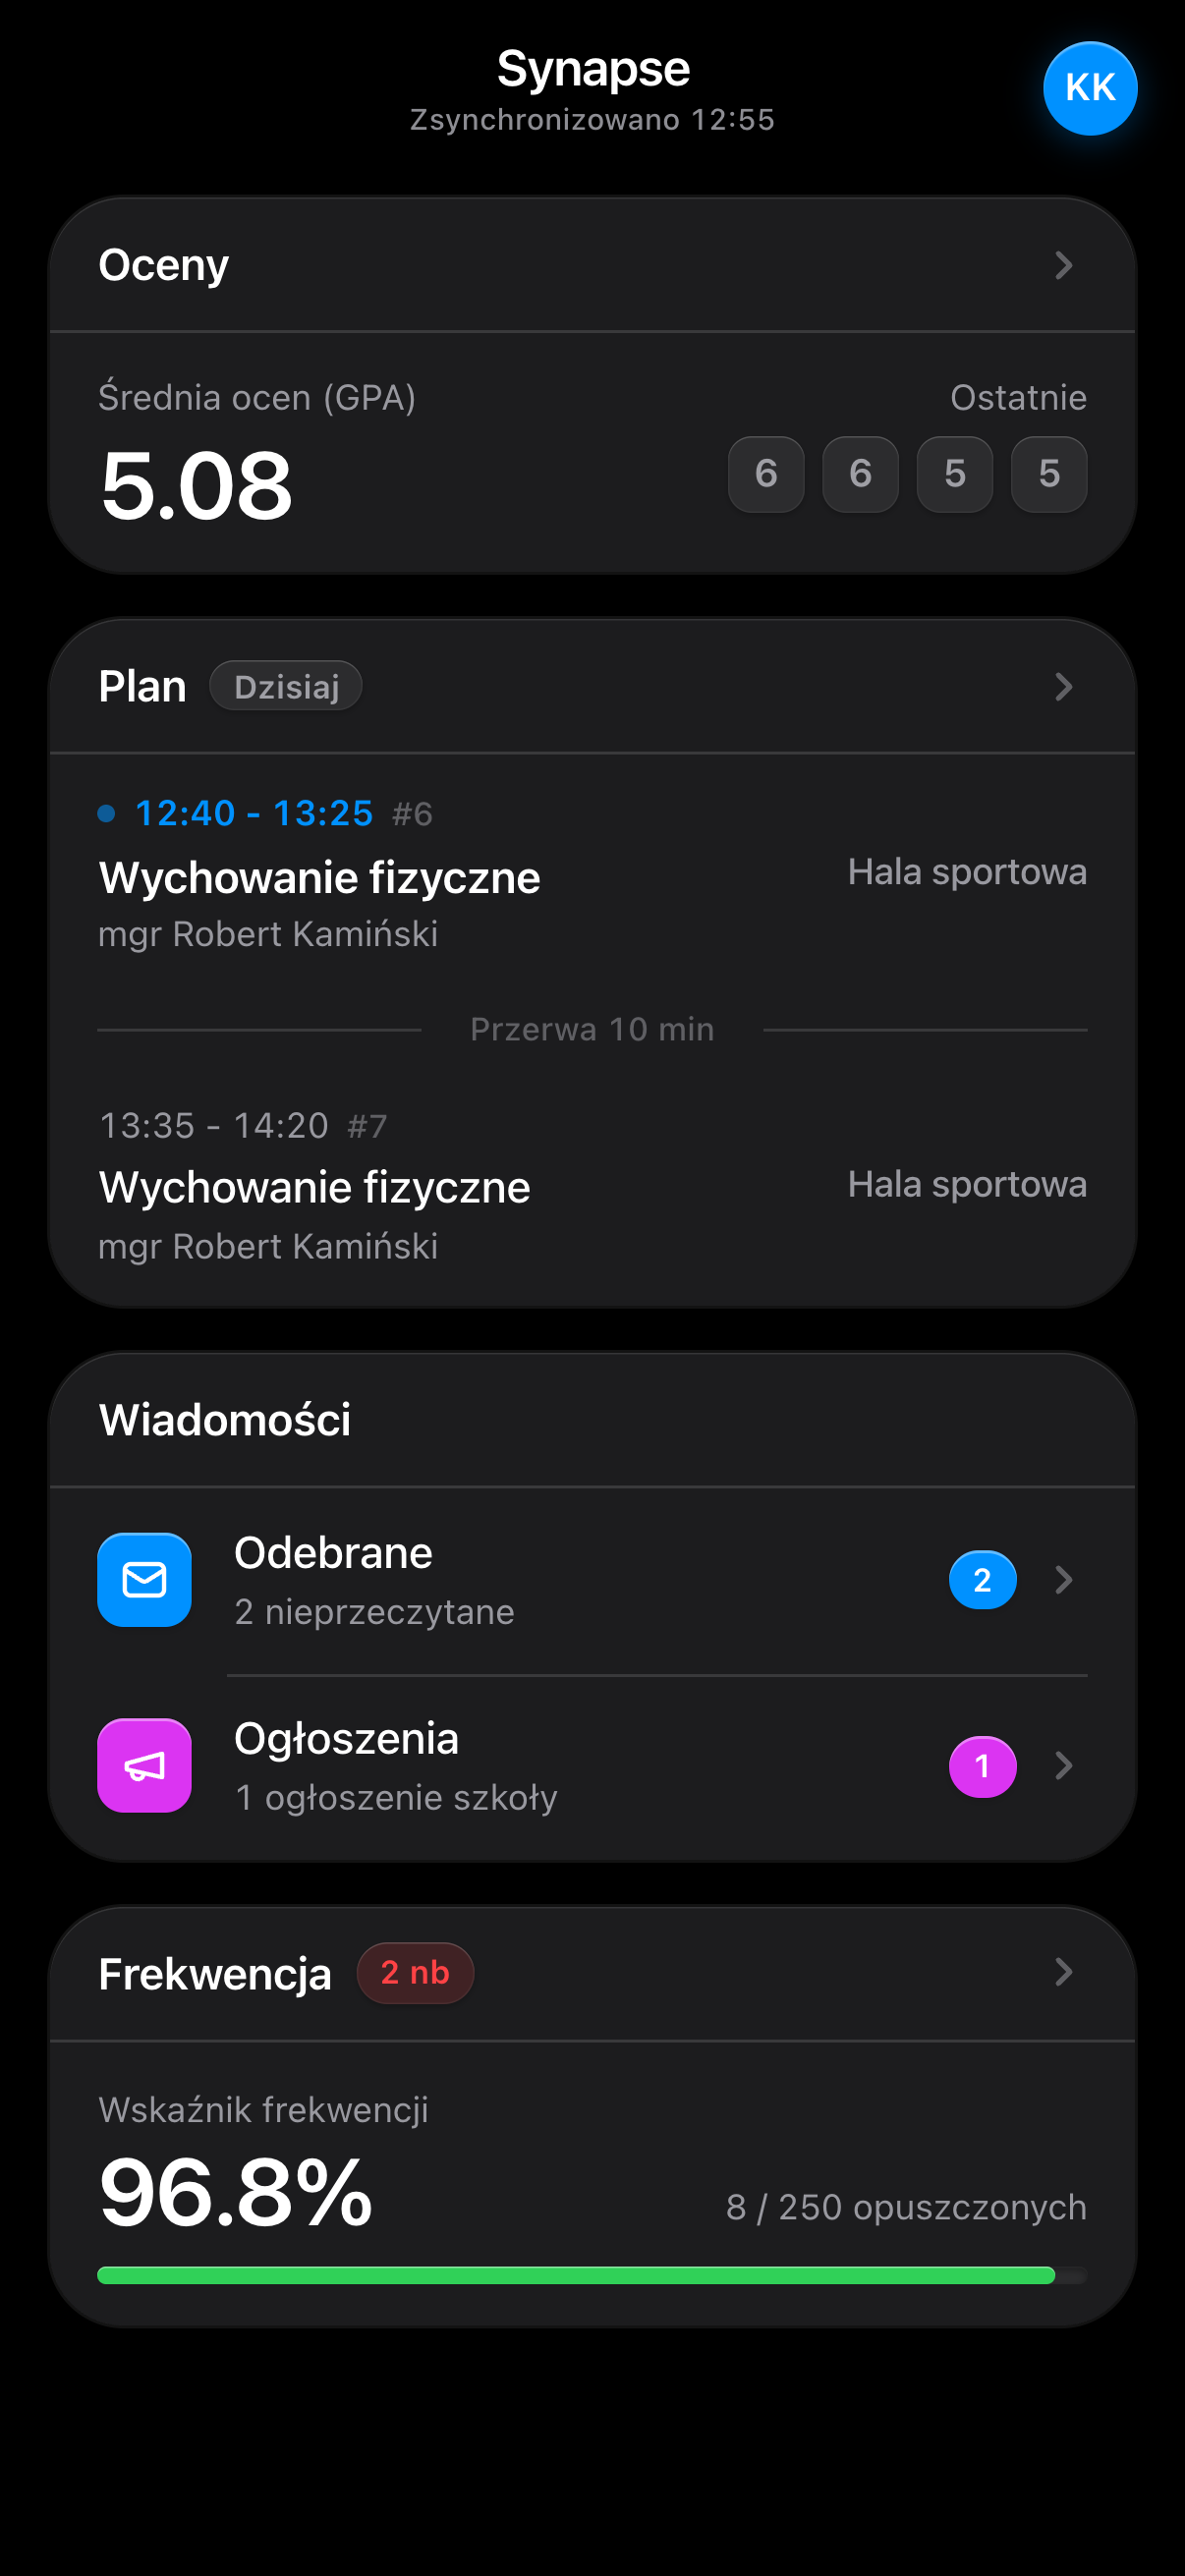 Synapse
Zsynchronizowano 12:55
KK
Oceny
Średnia ocen (GPA)
Ostatnie
5.08
6 6 5 5
Plan Dzisiaj
12:40 - 13:25 #6
Wychowanie fizyczne
Hala sportowa
mgr Robert Kamiński
Przerwa 10 min
13:35 - 14:20 #7
Wychowanie fizyczne
Hala sportowa
mgr Robert Kamiński
Wiadomości
Odebrane
2 nieprzeczytane
2
Ogłoszenia
1 ogłoszenie szkoły
1
Frekwencja 2 nb
Wskaźnik frekwencji
96.8%
8 / 250 opuszczonych